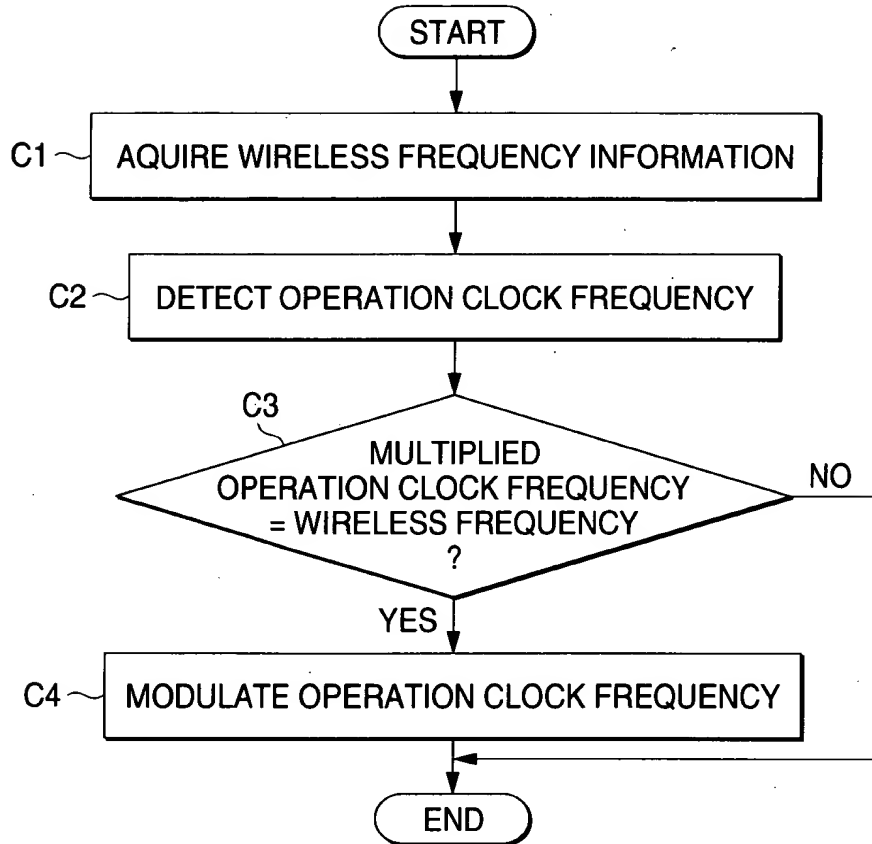 START
C1
AQUIRE WIRELESS FREQUENCY INFORMATION
C2
DETECT OPERATION CLOCK FREQUENCY
C3
MULTIPLIED
OPERATION CLOCK FREQUENCY
= WIRELESS FREQUENCY
?
NO
YES
C4
MODULATE OPERATION CLOCK FREQUENCY
END